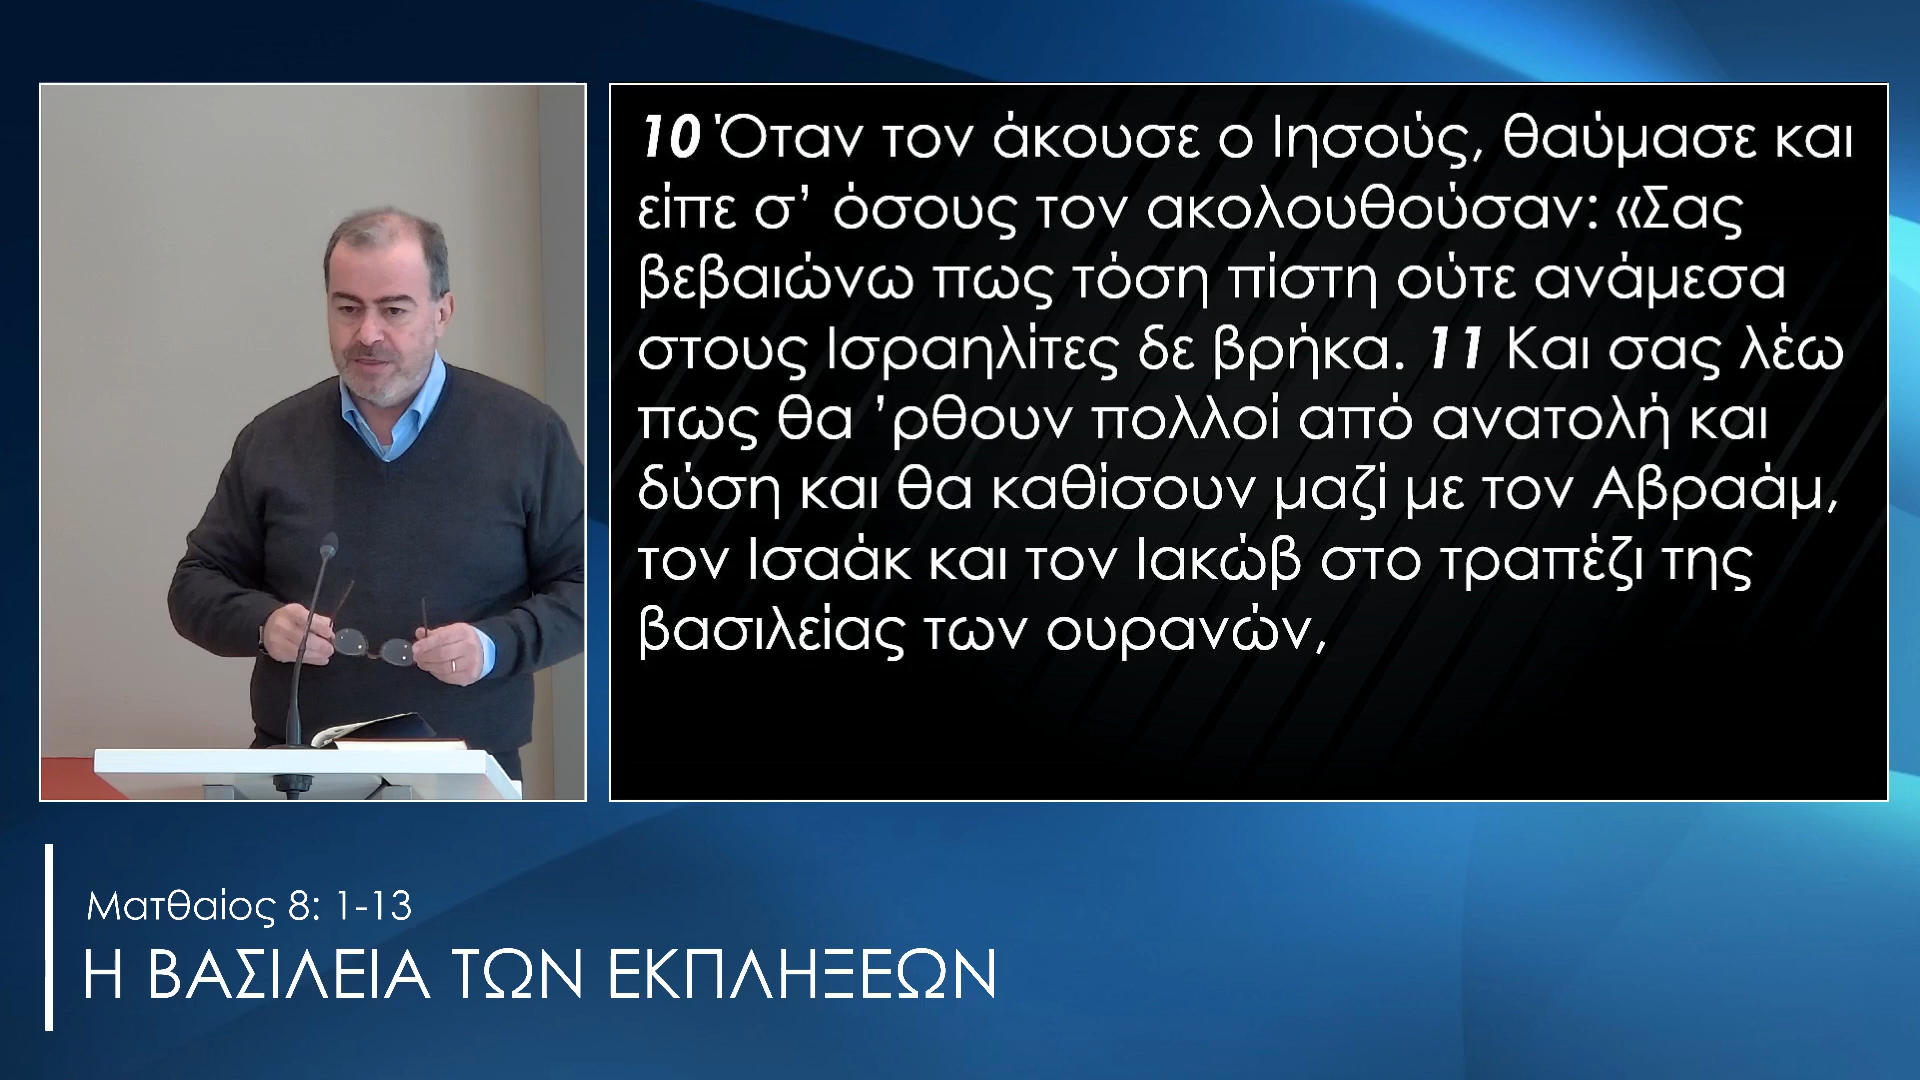 10 Όταν τον άκουσε ο Ιησούς, θαύμασε και
είπε σ’ όσους τον ακολουθούσαν: «Σας
βεβαιώνω πως τόση πίστη ούτε ανάμεσα
στους Ισραηλίτες δε βρήκα. 11 Και σας λέω
πως θα ’ρθουν πολλοί από ανατολή και
δύση και θα καθίσουν μαζί με τον Αβραάμ,
τον Ισαάκ και τον Ιακώβ στο τραπέζι της
βασιλείας των ουρανών,
Ματθαίος 8: 1-13
Η ΒΑΣΙΛΕΙΑ ΤΩΝ ΕΚΠΛΗΞΕΩΝ